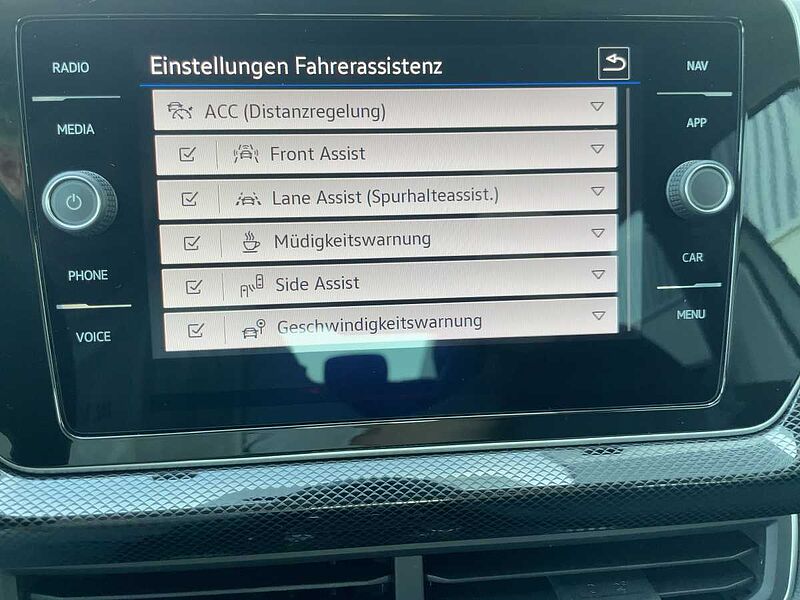 RADIO
MEDIA
PHONE
VOICE
Einstellungen Fahrerassistenz
ACC (Distanzregelung)
Front Assist
Lane Assist (Spurhalteassist.)
Müdigkeitswarnung
Side Assist
Geschwindigkeitswarnung
NAV
APP
CAR
MENU